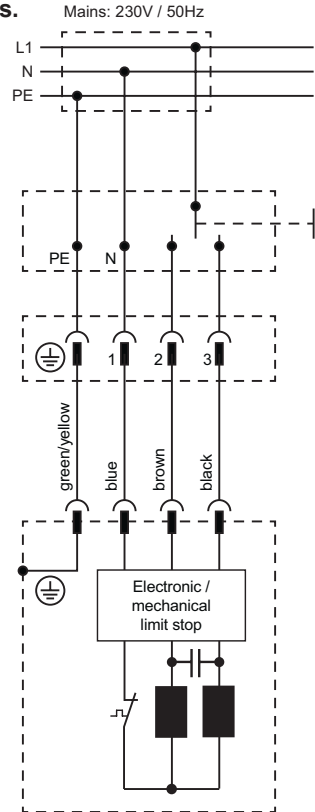 s.
Mains: 230V / 50Hz
L1
N
PE
PE N
1 2 3
green/yellow
blue
brown
black
Electronic /
mechanical
limit stop